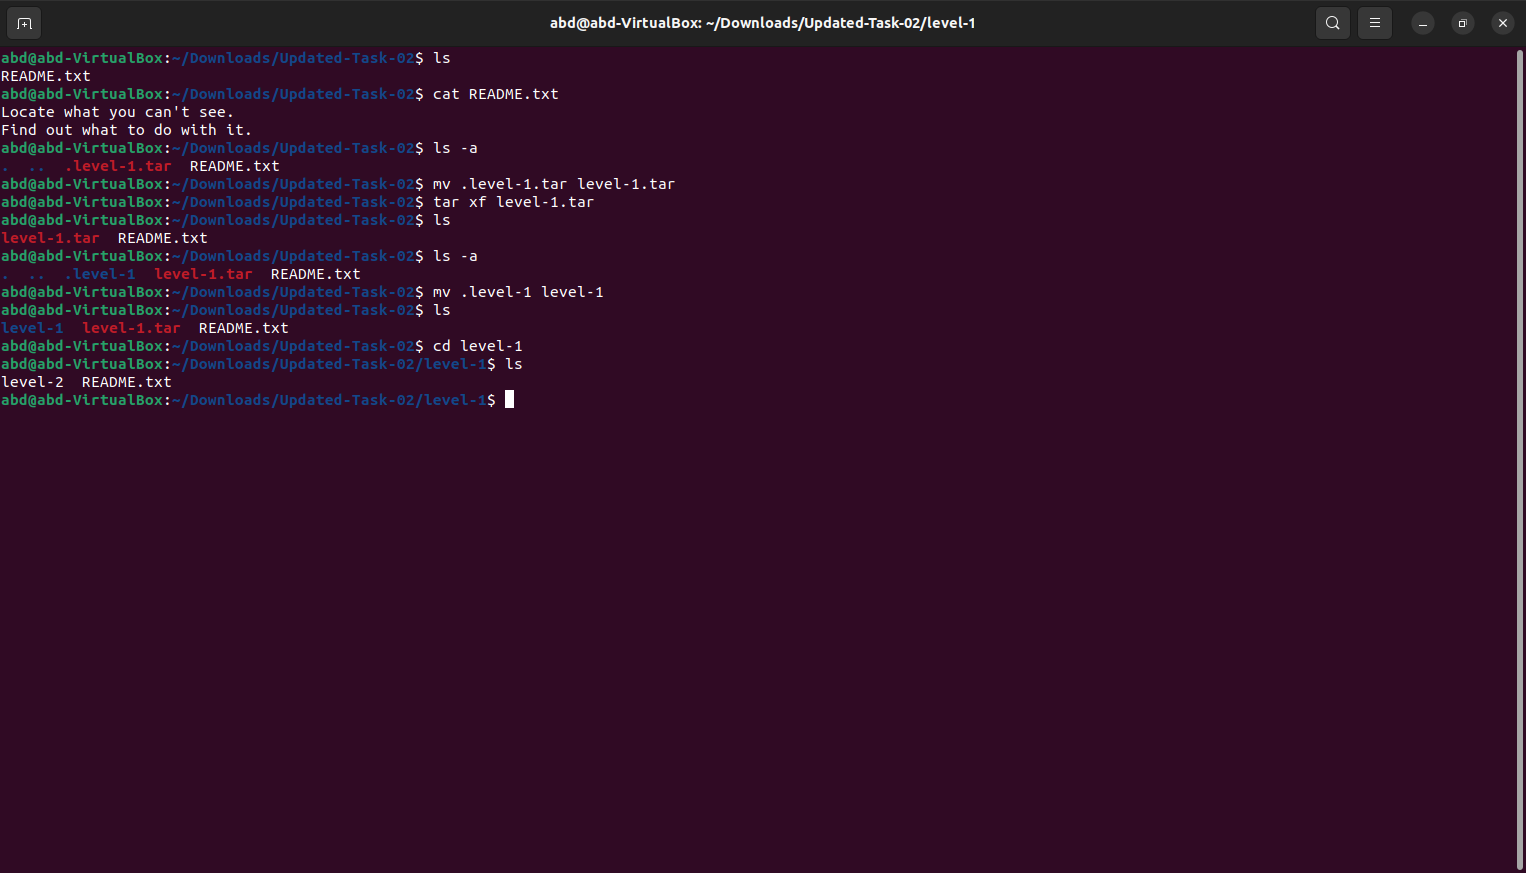 abd@abd-VirtualBox: ~/Downloads/Updated-Task-02/level-1
abd@abd-VirtualBox:~/Downloads/Updated-Task-02$ ls
README.txt
abd@abd-VirtualBox:~/Downloads/Updated-Task-02$ cat README.txt
Locate what you can't see.
Find out what to do with it.
abd@abd-VirtualBox:~/Downloads/Updated-Task-02$ ls -a
.  ..  .level-1.tar  README.txt
abd@abd-VirtualBox:~/Downloads/Updated-Task-02$ mv .level-1.tar level-1.tar
abd@abd-VirtualBox:~/Downloads/Updated-Task-02$ tar xf level-1.tar
abd@abd-VirtualBox:~/Downloads/Updated-Task-02$ ls
level-1.tar  README.txt
abd@abd-VirtualBox:~/Downloads/Updated-Task-02$ ls -a
.  ..  .level-1  level-1.tar  README.txt
abd@abd-VirtualBox:~/Downloads/Updated-Task-02$ mv .level-1 level-1
abd@abd-VirtualBox:~/Downloads/Updated-Task-02$ ls
level-1  level-1.tar  README.txt
abd@abd-VirtualBox:~/Downloads/Updated-Task-02$ cd level-1
abd@abd-VirtualBox:~/Downloads/Updated-Task-02/level-1$ ls
level-2  README.txt
abd@abd-VirtualBox:~/Downloads/Updated-Task-02/level-1$